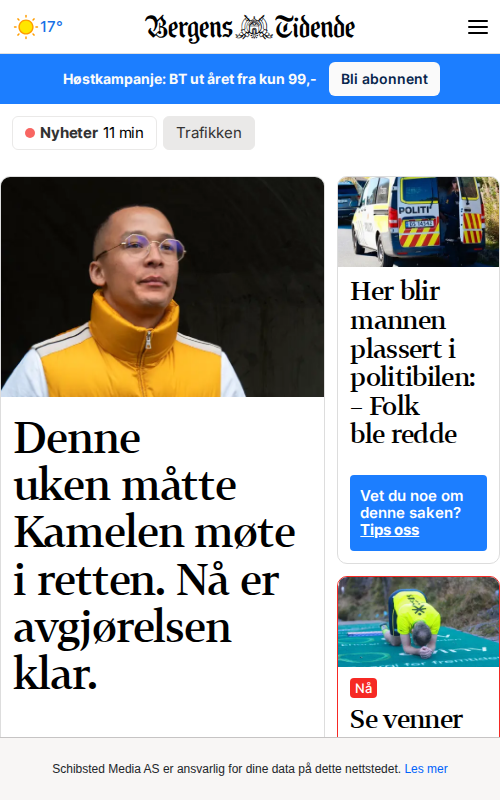 17°
Bergens Tidende
Høstkampanje: BT ut året fra kun 99,-
Bli abonnent
Nyheter 11 min
Trafikken
Denne
uken måtte
Kamelen møte
i retten. Nå er
avgjørelsen
klar.
POLITI
Her blir
mannen
plassert i
politibilen:
– Folk
ble redde
Vet du noe om
denne saken?
Tips oss
Nå
Se venner
Schibsted Media AS er ansvarlig for dine data på dette nettstedet. Les mer